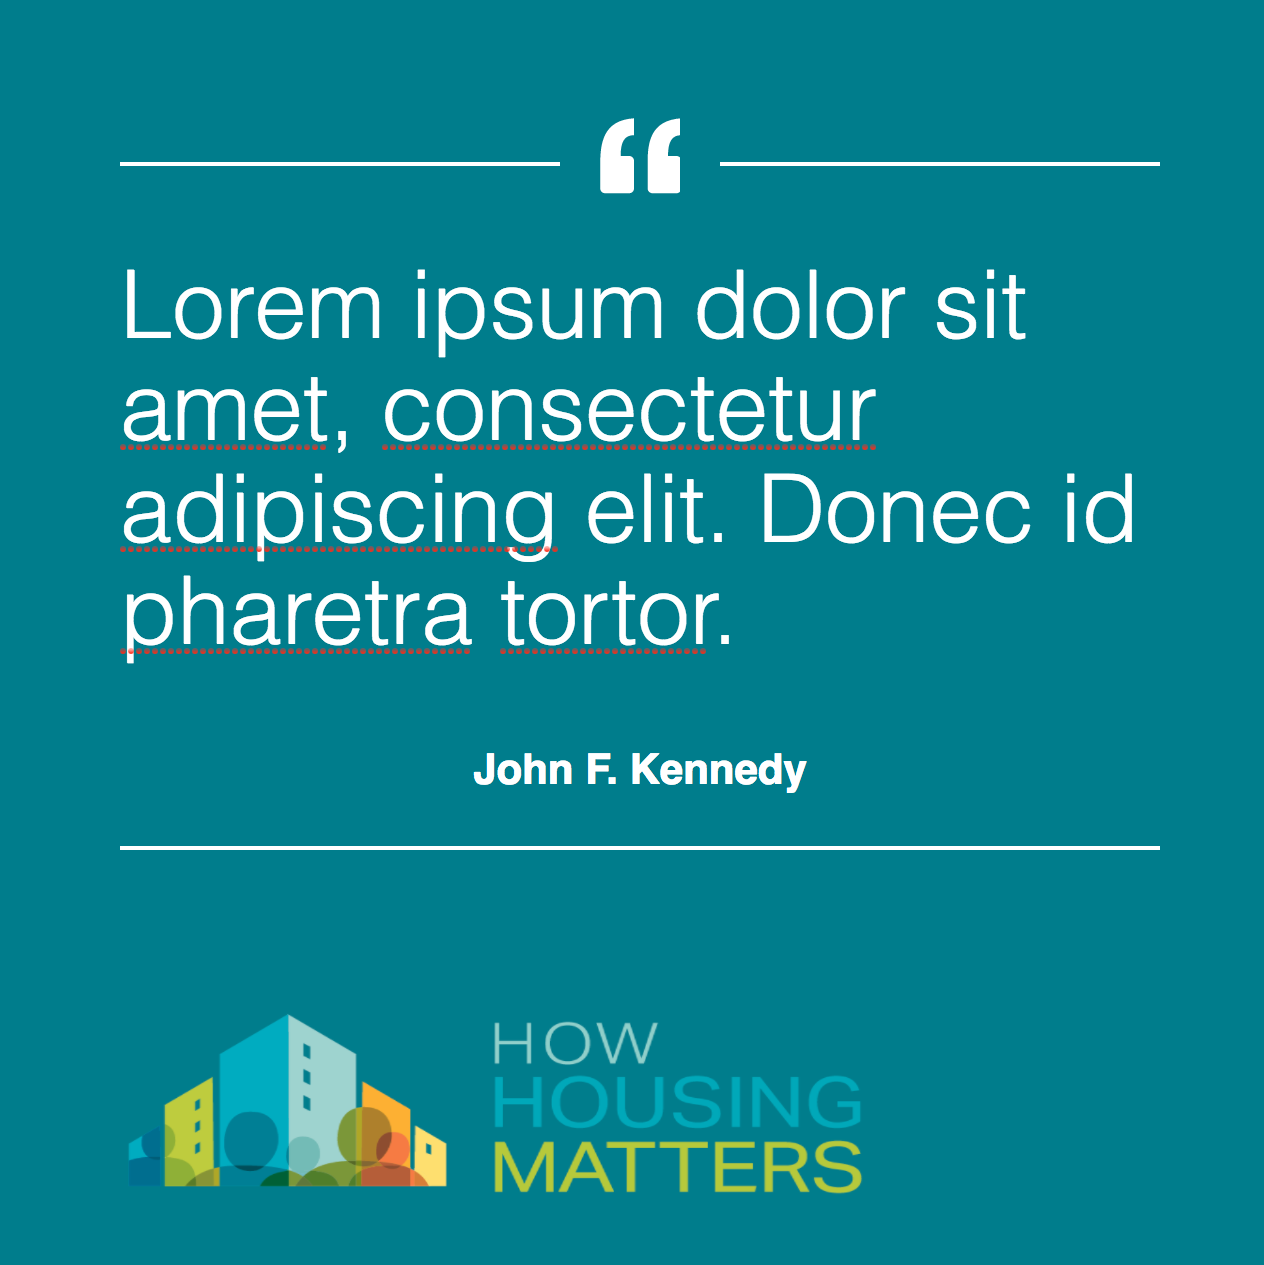 “
Lorem ipsum dolor sit
amet, consectetur
adipiscing elit. Donec id
pharetra tortor.
John F. Kennedy
HOW
HOUSING
MATTERS